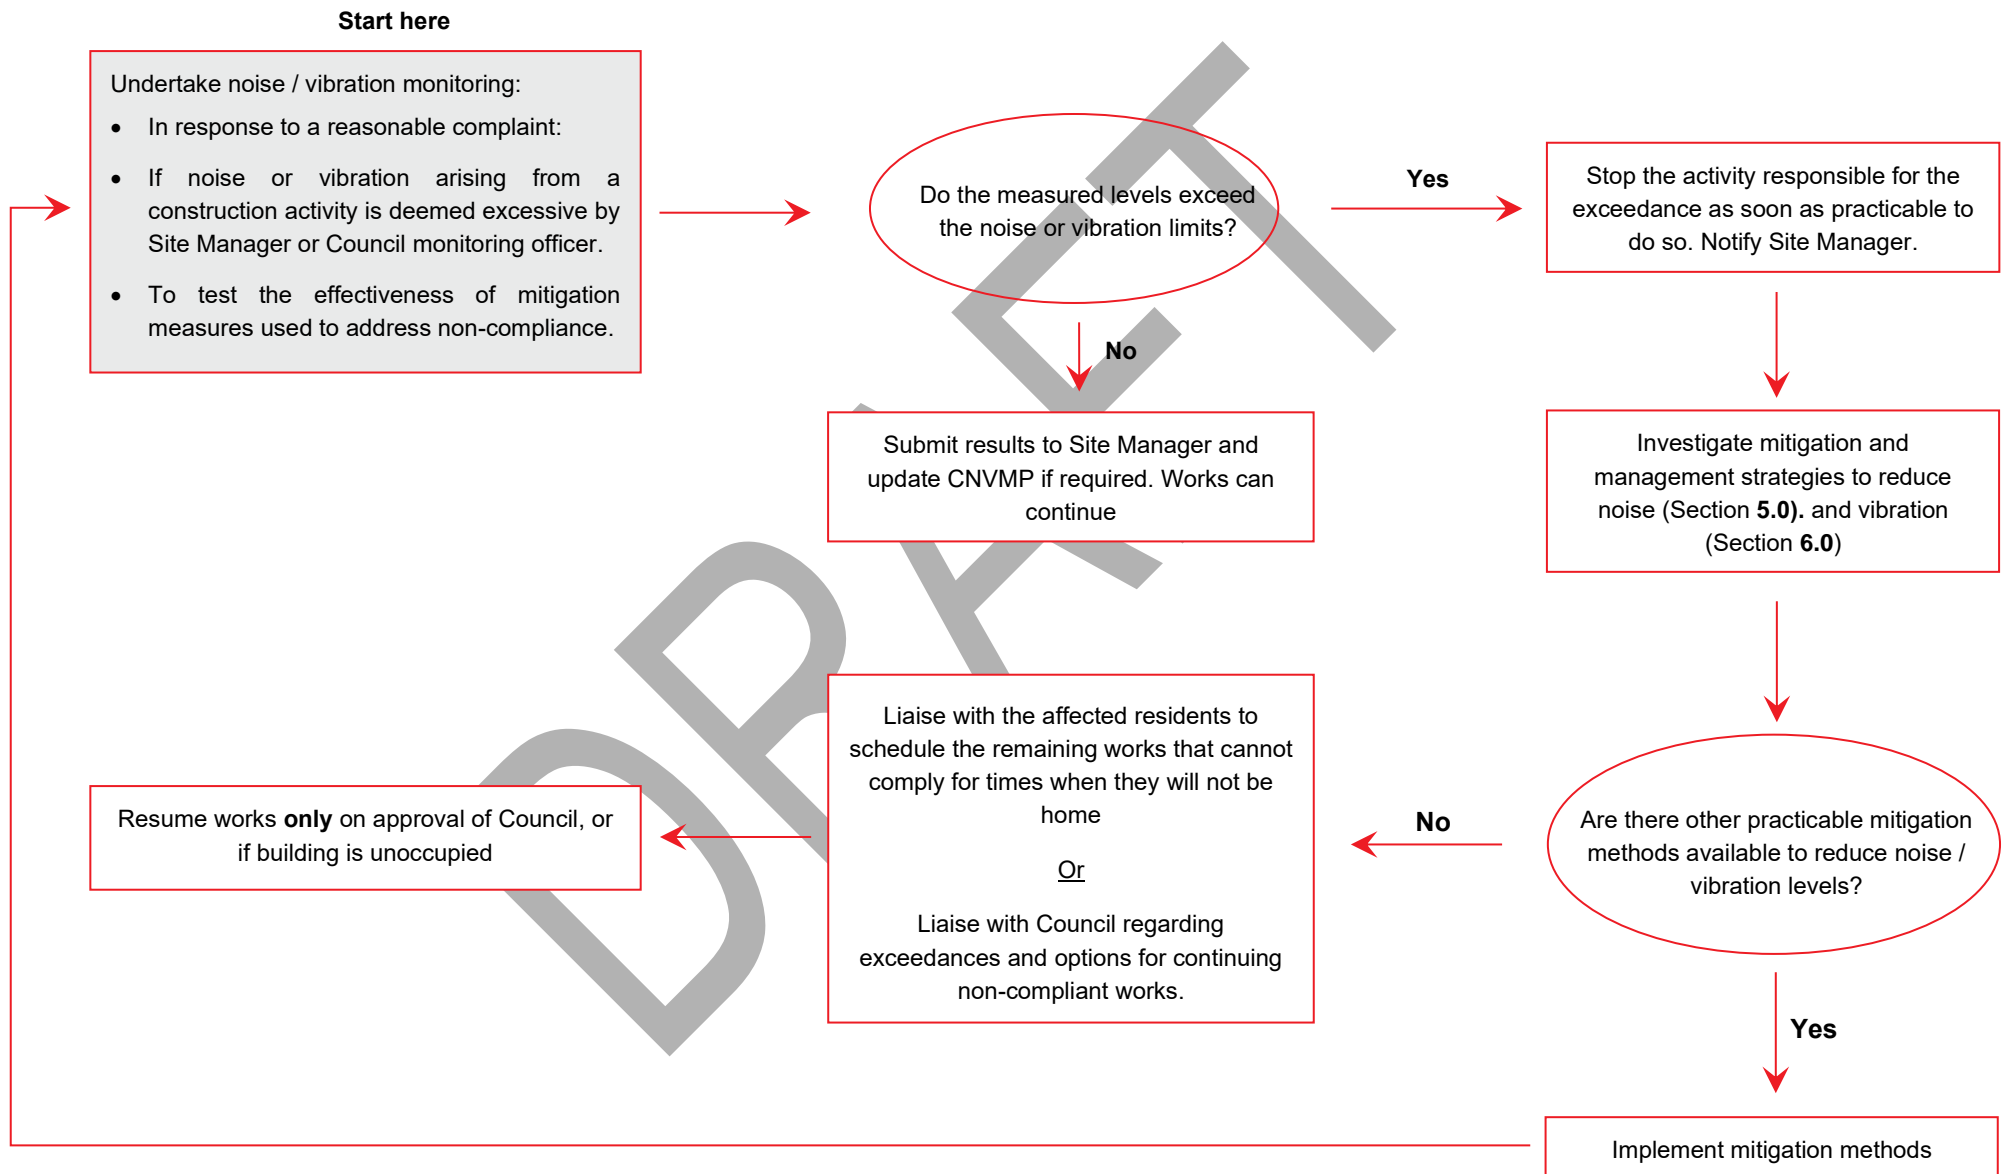 Start here
Undertake noise / vibration monitoring:
• In response to a reasonable complaint:
• If noise or vibration arising from a
construction activity is deemed excessive by
Site Manager or Council monitoring officer.
• To test the effectiveness of mitigation
measures used to address non-compliance.
Do the measured levels exceed
the noise or vibration limits?
Yes
Stop the activity responsible for the
exceedance as soon as practicable to
do so. Notify Site Manager.
No
Submit results to Site Manager and
update CNVMP if required. Works can
continue
Investigate mitigation and
management strategies to reduce
noise (Section 5.0). and vibration
(Section 6.0)
Are there other practicable mitigation
methods available to reduce noise /
vibration levels?
No
Liaise with the affected residents to
schedule the remaining works that cannot
comply for times when they will not be
home
Or
Liaise with Council regarding
exceedances and options for continuing
non-compliant works.
Resume works only on approval of Council, or
if building is unoccupied
Yes
Implement mitigation methods
DRAFT